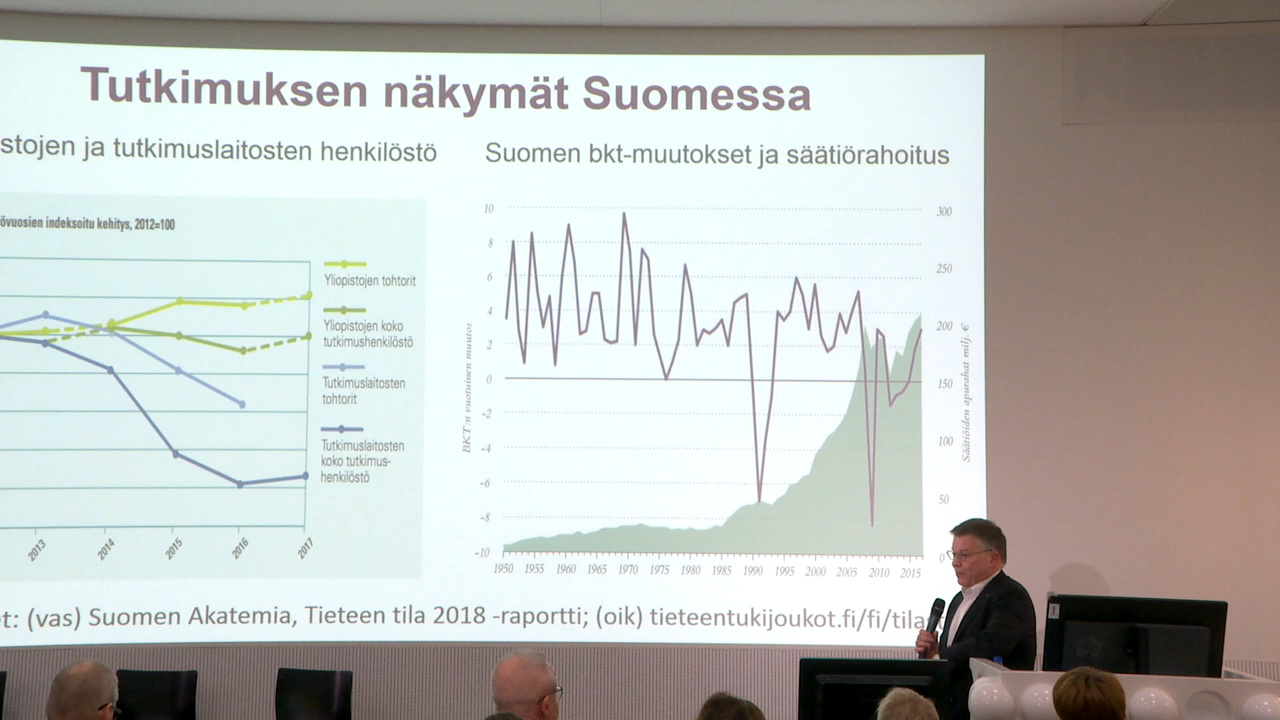 Tutkimuksen näkymät Suomessa
stojen ja tutkimuslaitosten henkilöstö
Suomen bkt-muutokset ja säätiörahoitus
övuosien indeksoitu kehitys, 2012=100
Yliopistojen tohtorit
Yliopistojen koko
tutkimushenkilöstö
Tutkimuslaitosten
tohtorit
Tutkimuslaitosten
koko tutkimus-
henkilöstö
2013 2014 2015 2016 2017
BKT:n vuotuinen muutos
10
8
6
4
2
0
-2
-4
-6
-8
-10
300
250
200
150
100
50
0
Säätiöiden apurahat milj. €
1950 1955 1960 1965 1970 1975 1980 1985 1990 1995 2000 2005 2010 2015
et: (vas) Suomen Akatemia, Tieteen tila 2018 -raportti; (oik) tieteentukijoukot.fi/fi/tila